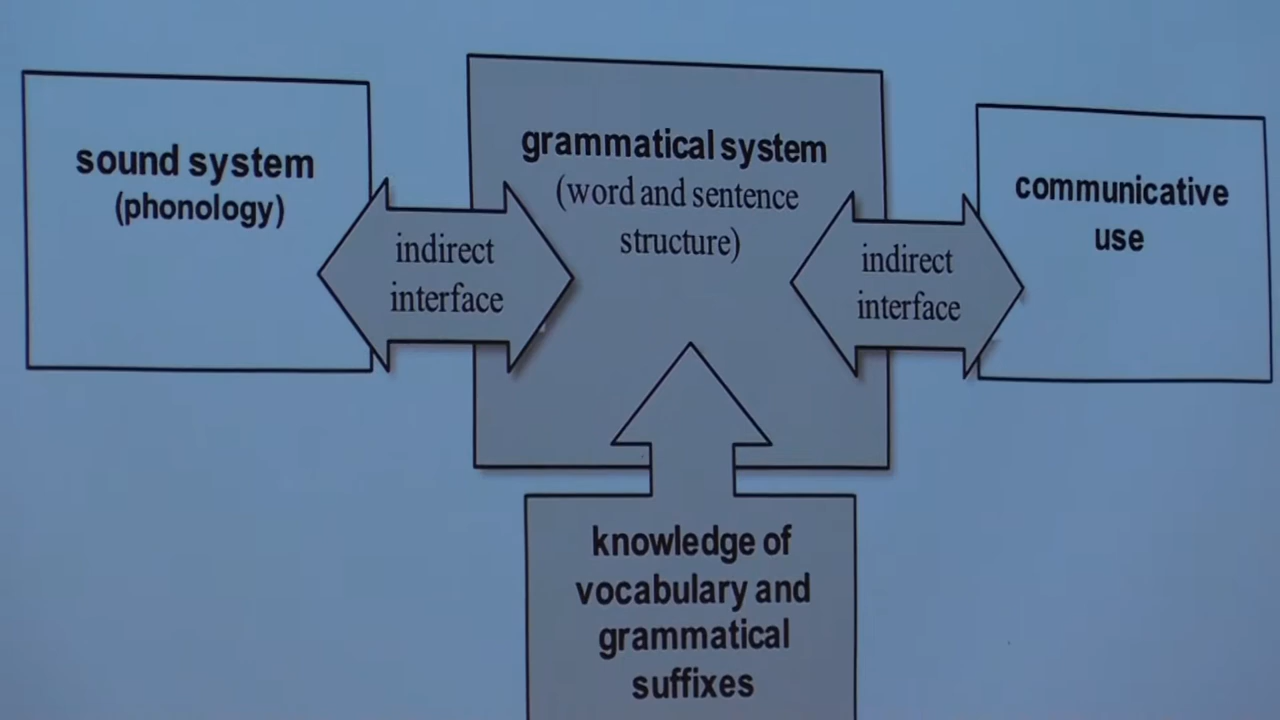 sound system
(phonology)
indirect
interface
grammatical system
(word and sentence
structure)
indirect
interface
communicative
use
knowledge of
vocabulary and
grammatical
suffixes